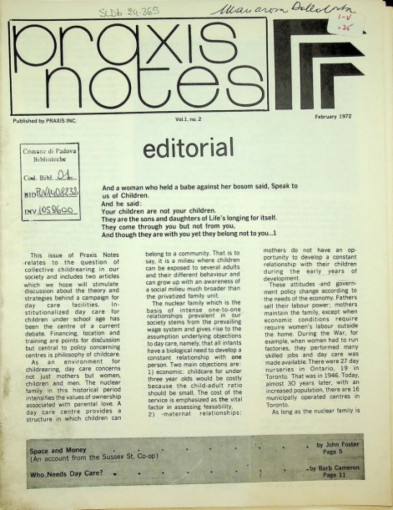 SLDb 24-365
praxis
notes
Published by PRAXIS INC.
Vol.1, no. 2
February 1972
Comune di Padova
Biblioteche
Cod. Bibl. 01
BID
INV 1058600
editorial
And a woman who held a babe against her bosom said, Speak to
us of Children.
And he said:
Your children are not your children.
They are the sons and daughters of Life's longing for itself.
They come through you but not from you,
And though they are with you yet they belong not to you...1
This issue of Praxis Notes
relates to the question of
collective childrearing in our
society and includes two articles
which we hope will stimulate
discussion about the theory and
strategies behind a campaign for
day care facilities. In-
stitutionalized day care for
children under school age has
been the centre of a current
debate. Financing, location and
training are points for discussion
but central to policy concerning
centres is philosophy of childcare.
As an environment for
childrearing, day care concerns
not just mothers but women,
children and men. The nuclear
family in this historical period
intensifies the values of ownership
associated with parental love. A
day care centre provides a
structure in which children can
belong to a community. That is to
say, it is a milieu where children
can be exposed to several adults
and their different behaviour and
can grow up with an awareness of
a social milieu much broader than
the privatized family unit.
The nuclear family which is the
basis of intense one-to-one
relationships prevalent in our
society stems from the prevailing
wage system and gives rise to the
assumption underlying objections
to day care, namely, that all infants
have a biological need to develop a
constant relationship with one
person. Two main objections are:
1) economic: childcare for under
three year olds would be costly
because the child-adult ratio
should be small. The cost of the
service is emphasized as the vital
factor in assessing feasability,
2) -maternal relationships:
mothers do not have an op-
portunity to develop a constant
relationship with their children
during the early years of
development.
These attitudes and govern-
ment policy change according to
the needs of the economy. Fathers
sell their labour power; mothers
maintain the family, except when
economic conditions require
require women's labour outside
the home. During the War, for
example, when women had to run
factories, they performed many
skilled jobs and day care was
made available. There were 27 day
nurseries in Ontario, 19 in
Toronto. That was in 1946. Today,
almost 30 years later, with an
increased population, there are 16
municipally operated centres in
Toronto.
As long as the nuclear family is
Space and Money
(An account from the Sussex St. Co-op)
by John Foster
Page 5
Who Needs Day Care?
by Barb Cameron
Page 11